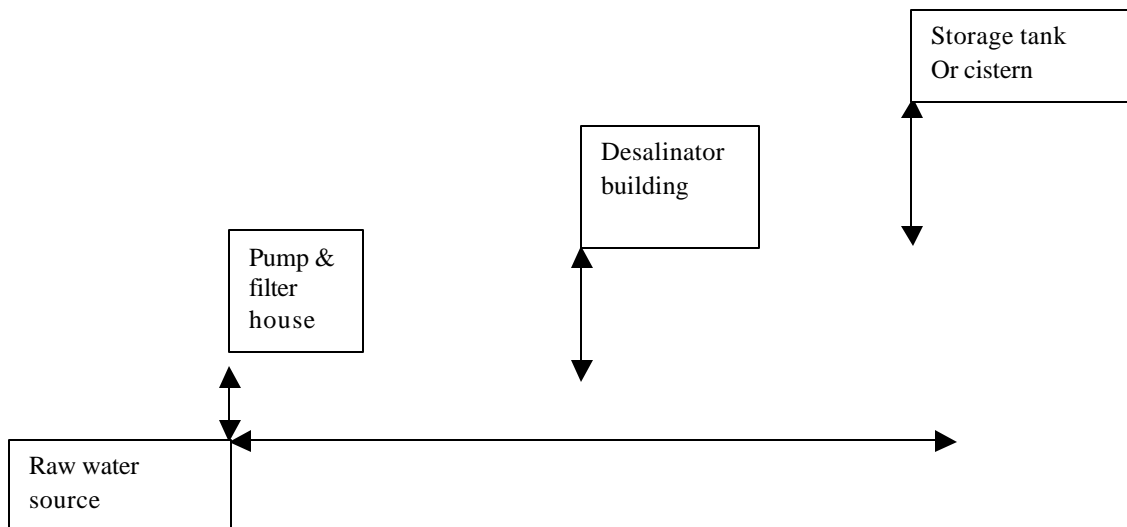 Storage tank
Or cistern
Desalinator
building
Pump &
filter
house
Raw water
source